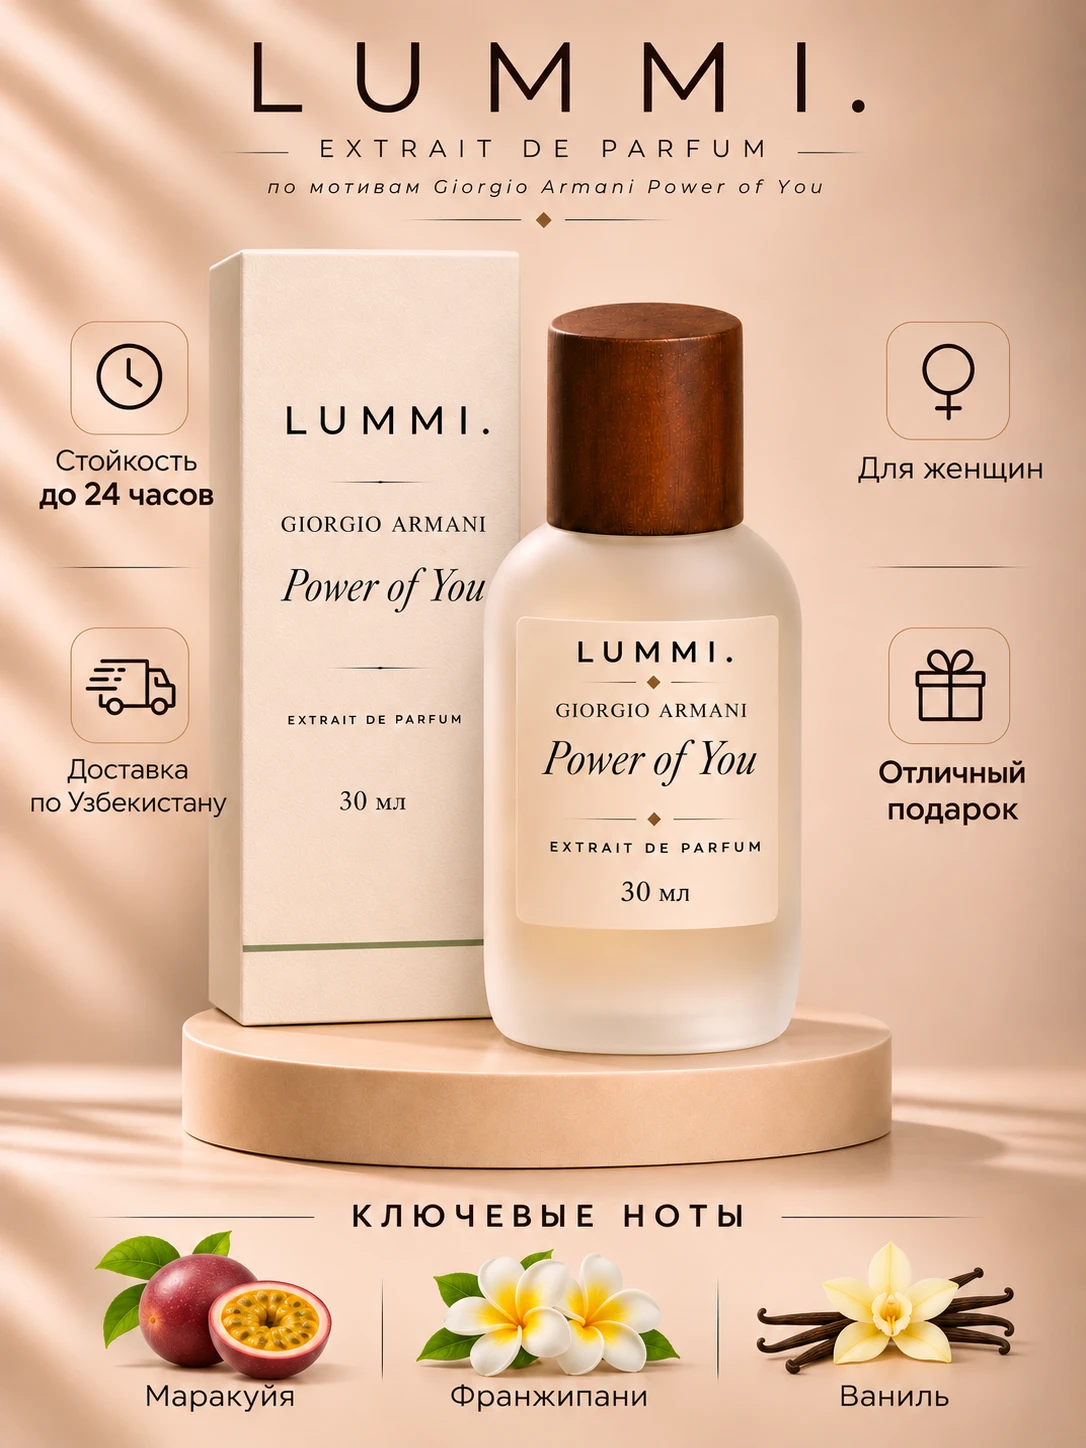 LUMMI.
EXTRAIT DE PARFUM
по мотивам Giorgio Armani Power of You
Стойкость
до 24 часов
Для женщин
Доставка
по Узбекистану
Отличный
подарок
LUMMI.
GIORGIO ARMANI
Power of You
EXTRAIT DE PARFUM
30 мл
LUMMI.
GIORGIO ARMANI
Power of You
EXTRAIT DE PARFUM
30 мл
КЛЮЧЕВЫЕ НОТЫ
Маракуйя
Франжипани
Ваниль